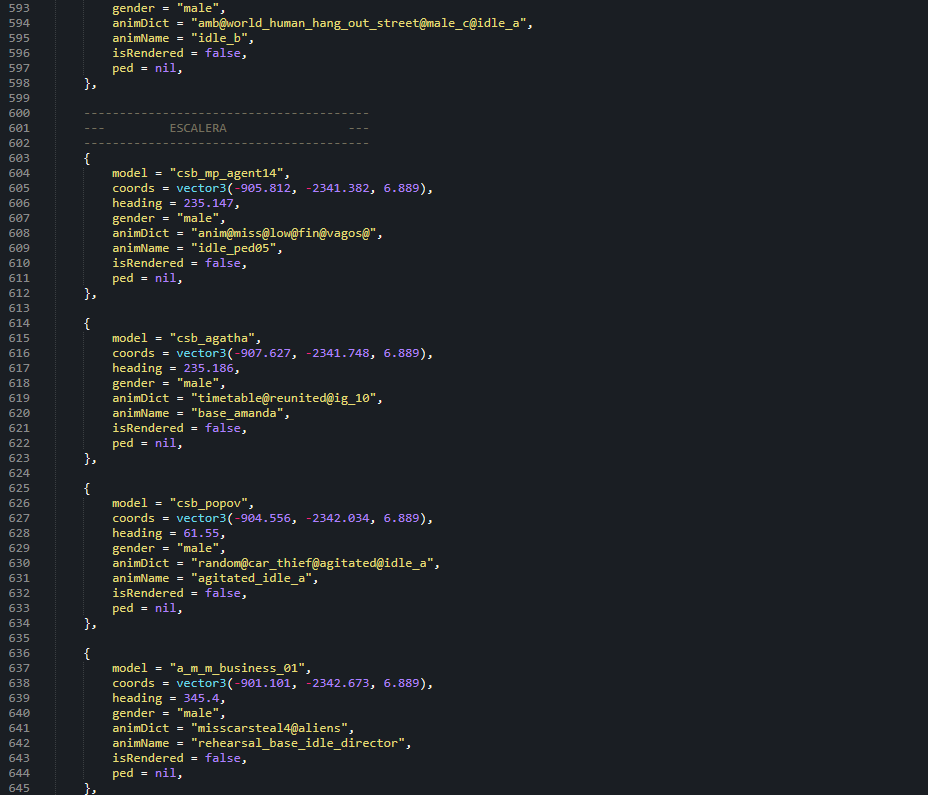 593 gender = "male",
594 animDict = "amb@world_human_hang_out_street@male_c@idle_a",
595 animName = "idle_b",
596 isRendered = false,
597 ped = nil,
598 },
599
600 ----------------------------------------
601 --- ESCALERA ---
602 ----------------------------------------
603 {
604 model = "csb_mp_agent14",
605 coords = vector3(-905.812, -2341.382, 6.889),
606 heading = 235.147,
607 gender = "male",
608 animDict = "anim@miss@low@fin@vagos@",
609 animName = "idle_ped05",
610 isRendered = false,
611 ped = nil,
612 },
613
614 {
615 model = "csb_agatha",
616 coords = vector3(-907.627, -2341.748, 6.889),
617 heading = 235.186,
618 gender = "male",
619 animDict = "timetable@reunited@ig_10",
620 animName = "base_amanda",
621 isRendered = false,
622 ped = nil,
623 },
624
625 {
626 model = "csb_popov",
627 coords = vector3(-904.556, -2342.034, 6.889),
628 heading = 61.55,
629 gender = "male",
630 animDict = "random@car_thief@agitated@idle_a",
631 animName = "agitated_idle_a",
632 isRendered = false,
633 ped = nil,
634 },
635
636 {
637 model = "a_m_m_business_01",
638 coords = vector3(-901.101, -2342.673, 6.889),
639 heading = 345.4,
640 gender = "male",
641 animDict = "misscarsteal4@aliens",
642 animName = "rehearsal_base_idle_director",
643 isRendered = false,
644 ped = nil,
645 },